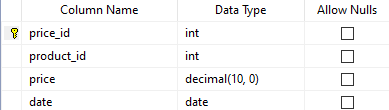 Column Name Data Type Allow Nulls
price_id int
product_id int
price decimal(10, 0)
date date